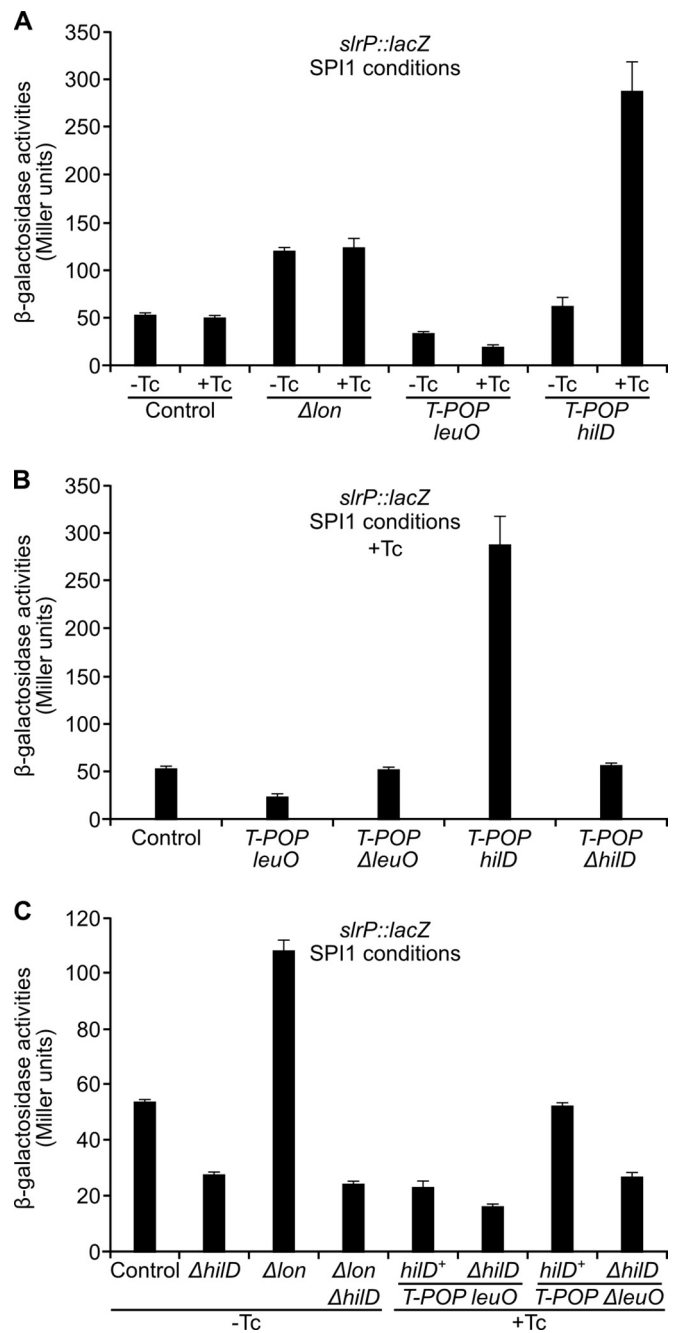 A
slrP::lacZ
SPI1 conditions
β-galactosidase activities
(Miller units)
350
300
250
200
150
100
50
0
-Tc +Tc -Tc +Tc -Tc +Tc -Tc +Tc
Control Δlon T-POP T-POP
leuO hilD
B
slrP::lacZ
SPI1 conditions
+Tc
β-galactosidase activities
(Miller units)
350
300
250
200
150
100
50
0
Control T-POP T-POP T-POP T-POP
leuO ΔleuO hilD ΔhilD
C
slrP::lacZ
SPI1 conditions
β-galactosidase activities
(Miller units)
120
100
80
60
40
20
0
Control ΔhilD Δlon Δlon hilD+ ΔhilD hilD+ ΔhilD
ΔhilD T-POP leuO T-POP ΔleuO
-Tc +Tc